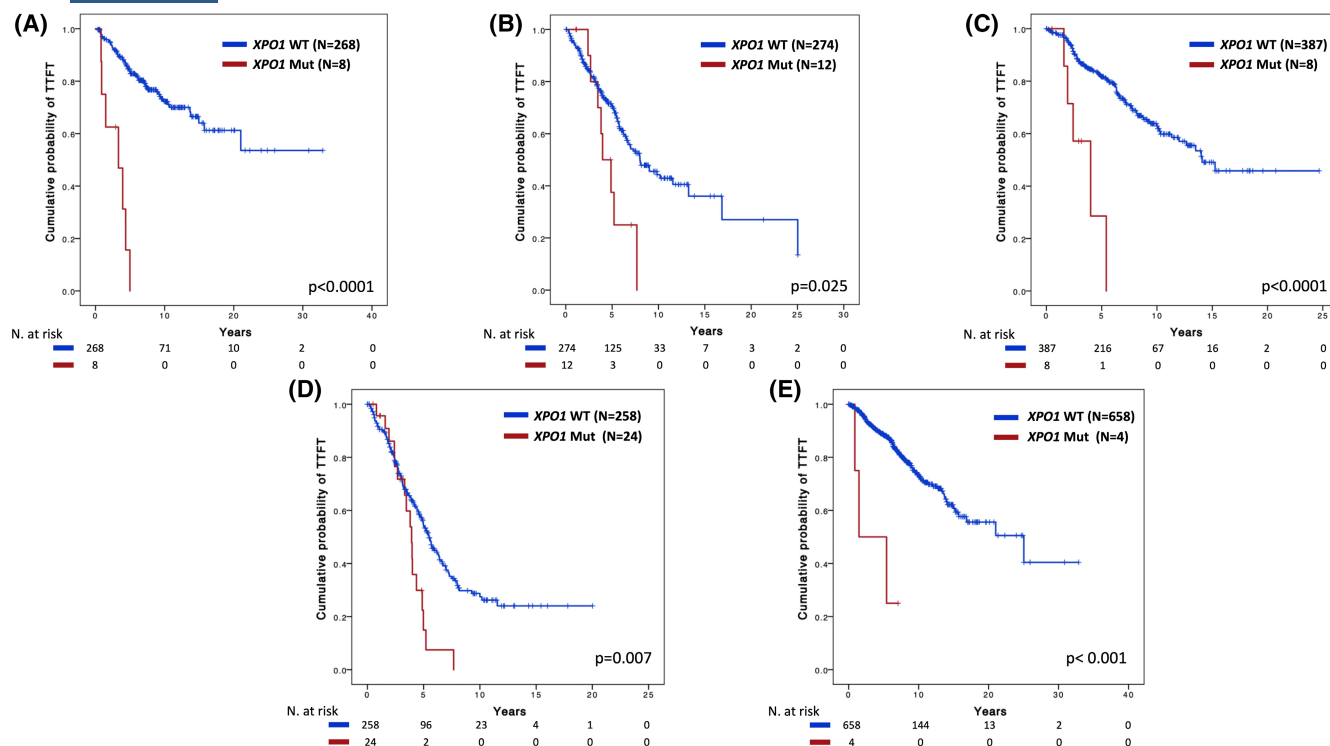 (A)
Cumulative probability of TTFT
1.0
0.8
0.6
0.4
0.2
0.0
XPO1 WT (N=268)
XPO1 Mut (N=8)
p<0.0001
0 10 20 30 40
Years
N. at risk
268 71 10 2 0
8 0 0 0 0
(B)
Cumulative probability of TTFT
1.0
0.8
0.6
0.4
0.2
0.0
XPO1 WT (N=274)
XPO1 Mut (N=12)
p=0.025
0 5 10 15 20 25 30
Years
N. at risk
274 125 33 7 3 2 0
12 3 0 0 0 0 0
(C)
Cumulative probability of TTFT
1.0
0.8
0.6
0.4
0.2
0.0
XPO1 WT (N=387)
XPO1 Mut (N=8)
p<0.0001
0 5 10 15 20 25
Years
N. at risk
387 216 67 16 2 0
8 1 0 0 0 0
(D)
Cumulative probability of TTFT
1.0
0.8
0.6
0.4
0.2
0.0
XPO1 WT (N=258)
XPO1 Mut (N=24)
p=0.007
0 5 10 15 20 25
Years
N. at risk
258 96 23 4 1 0
24 2 0 0 0 0
(E)
Cumulative probability of TTFT
1.0
0.8
0.6
0.4
0.2
0.0
XPO1 WT (N=658)
XPO1 Mut (N=4)
p< 0.001
0 10 20 30 40
Years
N. at risk
658 144 13 2 0
4 0 0 0 0